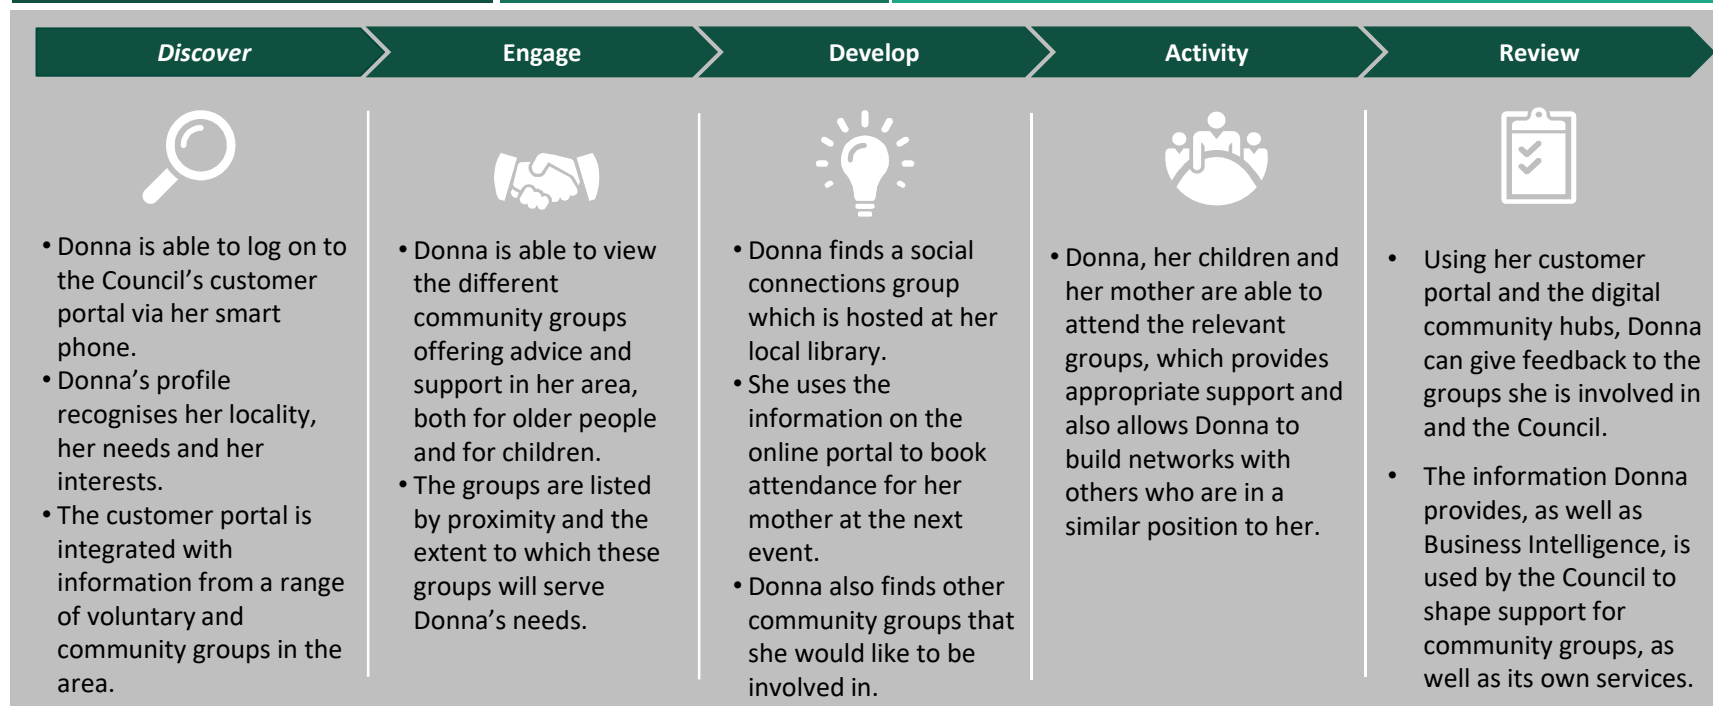 Discover
Engage
Develop
Activity
Review
• Donna is able to log on to
the Council's customer
portal via her smart
phone.
• Donna's profile
recognises her locality,
her needs and her
interests.
• The customer portal is
integrated with
information from a range
of voluntary and
community groups in the
area.
• Donna is able to view
the different
community groups
offering advice and
support in her area,
both for older people
and for children.
• The groups are listed
by proximity and the
extent to which these
groups will serve
Donna's needs.
• Donna finds a social
connections group
which is hosted at her
local library.
• She uses the
information on the
online portal to book
attendance for her
mother at the next
event.
• Donna also finds other
community groups that
she would like to be
involved in.
• Donna, her children and
her mother are able to
attend the relevant
groups, which provides
appropriate support and
also allows Donna to
build networks with
others who are in a
similar position to her.
• Using her customer
portal and the digital
community hubs, Donna
can give feedback to the
groups she is involved in
and the Council.
• The information Donna
provides, as well as
Business Intelligence, is
used by the Council to
shape support for
community groups, as
well as its own services.